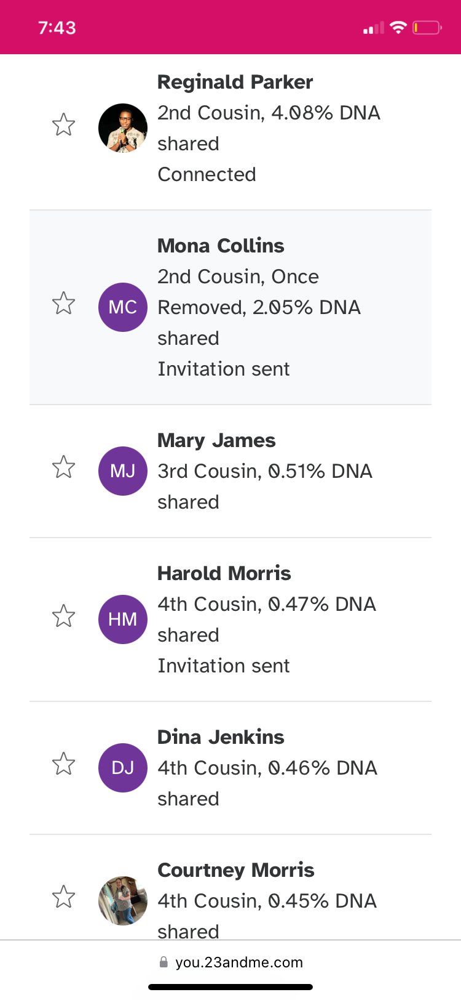 7:43
Reginald Parker
2nd Cousin, 4.08% DNA
shared
Connected
Mona Collins
2nd Cousin, Once
MC
Removed, 2.05% DNA
shared
Invitation sent
Mary James
MJ
3rd Cousin, 0.51% DNA
shared
Harold Morris
4th Cousin, 0.47% DNA
HM
shared
Invitation sent
Dina Jenkins
DJ
4th Cousin, 0.46% DNA
shared
Courtney Morris
4th Cousin, 0.45% DNA
shared
you.23andme.com